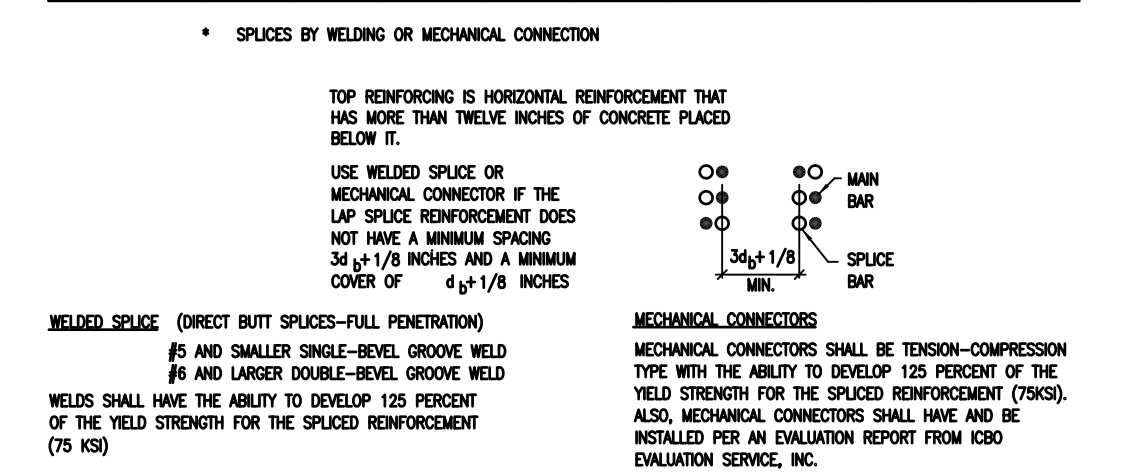 * SPLICES BY WELDING OR MECHANICAL CONNECTION
TOP REINFORCING IS HORIZONTAL REINFORCEMENT THAT
HAS MORE THAN TWELVE INCHES OF CONCRETE PLACED
BELOW IT.
USE WELDED SPLICE OR
MECHANICAL CONNECTOR IF THE
LAP SPLICE REINFORCEMENT DOES
NOT HAVE A MINIMUM SPACING
3d b+1/8 INCHES AND A MINIMUM
COVER OF d b+1/8 INCHES
MAIN
BAR
3db+1/8
MIN.
SPLICE
BAR
WELDED SPLICE (DIRECT BUTT SPLICES-FULL PENETRATION)
#5 AND SMALLER SINGLE-BEVEL GROOVE WELD
#6 AND LARGER DOUBLE-BEVEL GROOVE WELD
WELDS SHALL HAVE THE ABILITY TO DEVELOP 125 PERCENT
OF THE YIELD STRENGTH FOR THE SPLICED REINFORCEMENT
(75 KSI)
MECHANICAL CONNECTORS
MECHANICAL CONNECTORS SHALL BE TENSION-COMPRESSION
TYPE WITH THE ABILITY TO DEVELOP 125 PERCENT OF THE
YIELD STRENGTH FOR THE SPLICED REINFORCEMENT (75KSI).
ALSO, MECHANICAL CONNECTORS SHALL HAVE AND BE
INSTALLED PER AN EVALUATION REPORT FROM ICBO
EVALUATION SERVICE, INC.